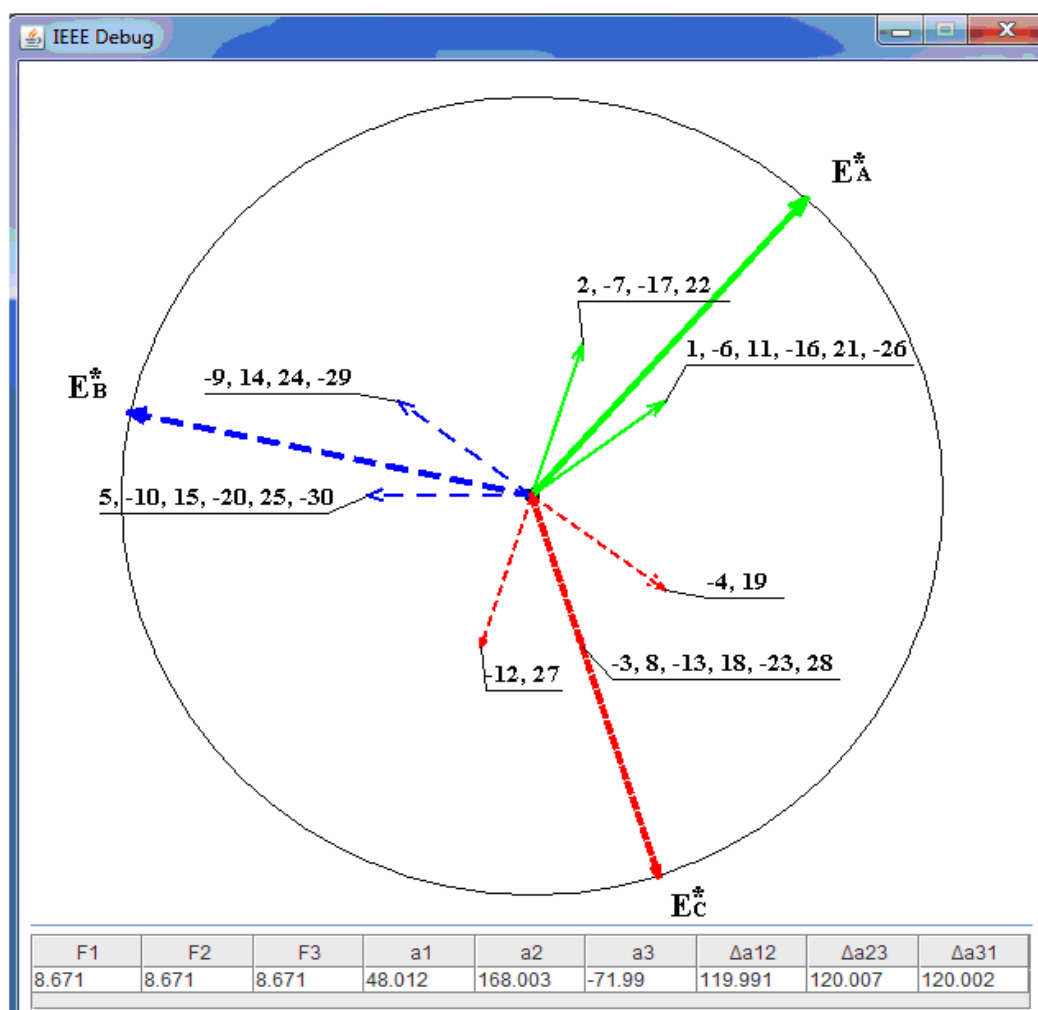 IEEE Debug
E*A
2, -7, -17, 22
1, -6, 11, -16, 21, -26
E*B
-9, 14, 24, -29
5, -10, 15, -20, 25, -30
-4, 19
-3, 8, -13, 18, -23, 28
-12, 27
E*C
F1 F2 F3 a1 a2 a3 Δa12 Δa23 Δa31
8.671 8.671 8.671 48.012 168.003 -71.99 119.991 120.007 120.002